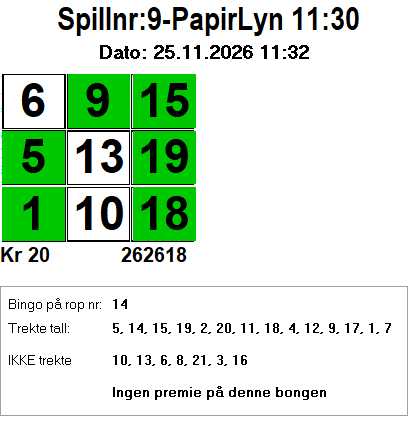 Spillnr:9-PapirLyn 11:30
Dato: 25.11.2026 11:32
6 9 15
5 13 19
1 10 18
Kr 20 262618
Bingo på rop nr: 14
Trekte tall: 5, 14, 15, 19, 2, 20, 11, 18, 4, 12, 9, 17, 1, 7
IKKE trekte 10, 13, 6, 8, 21, 3, 16
Ingen premie på denne bongen